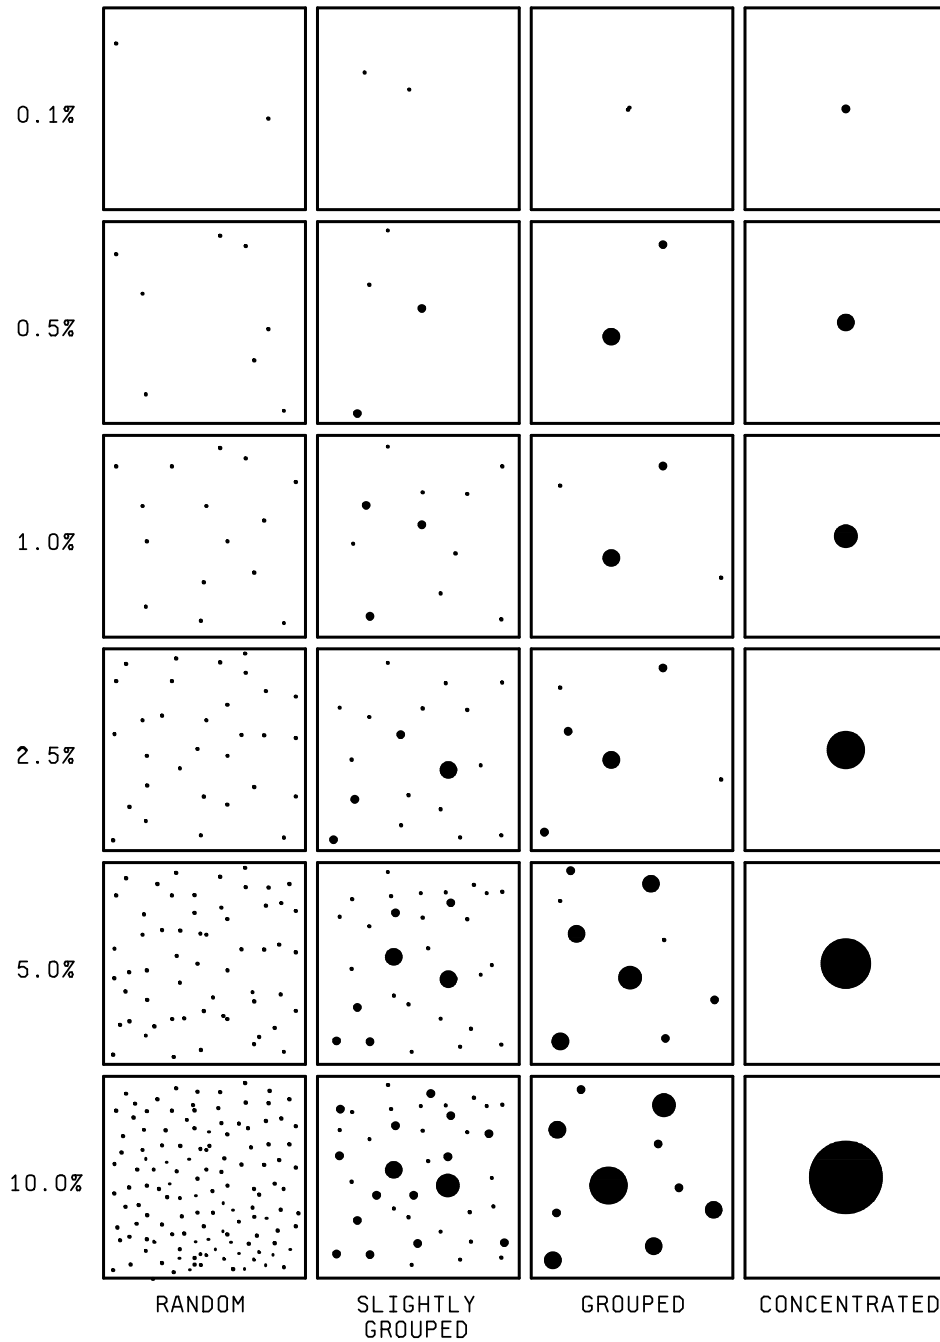 0.1%
0.5%
1.0%
2.5%
5.0%
10.0%
RANDOM
SLIGHTLY
GROUPED
GROUPED
CONCENTRATED